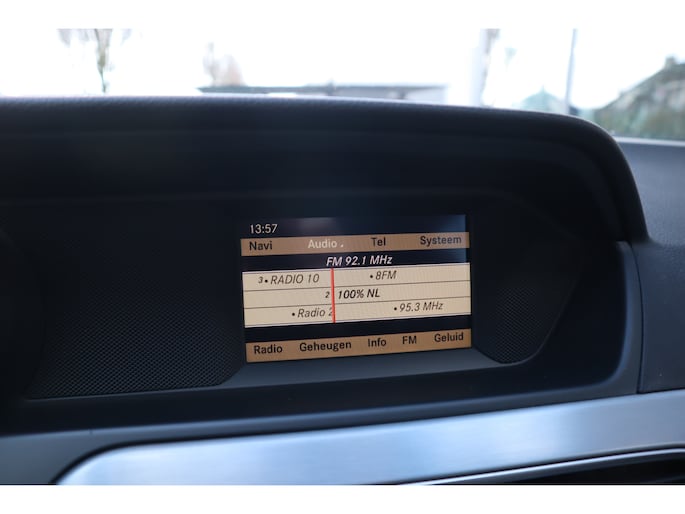 13:57
Navi Audio Tel Systeem
FM 92.1 MHz
3 • RADIO 10 • 8FM
2 100% NL
• Radio 2 • 95.3 MHz
Radio Geheugen Info FM Geluid